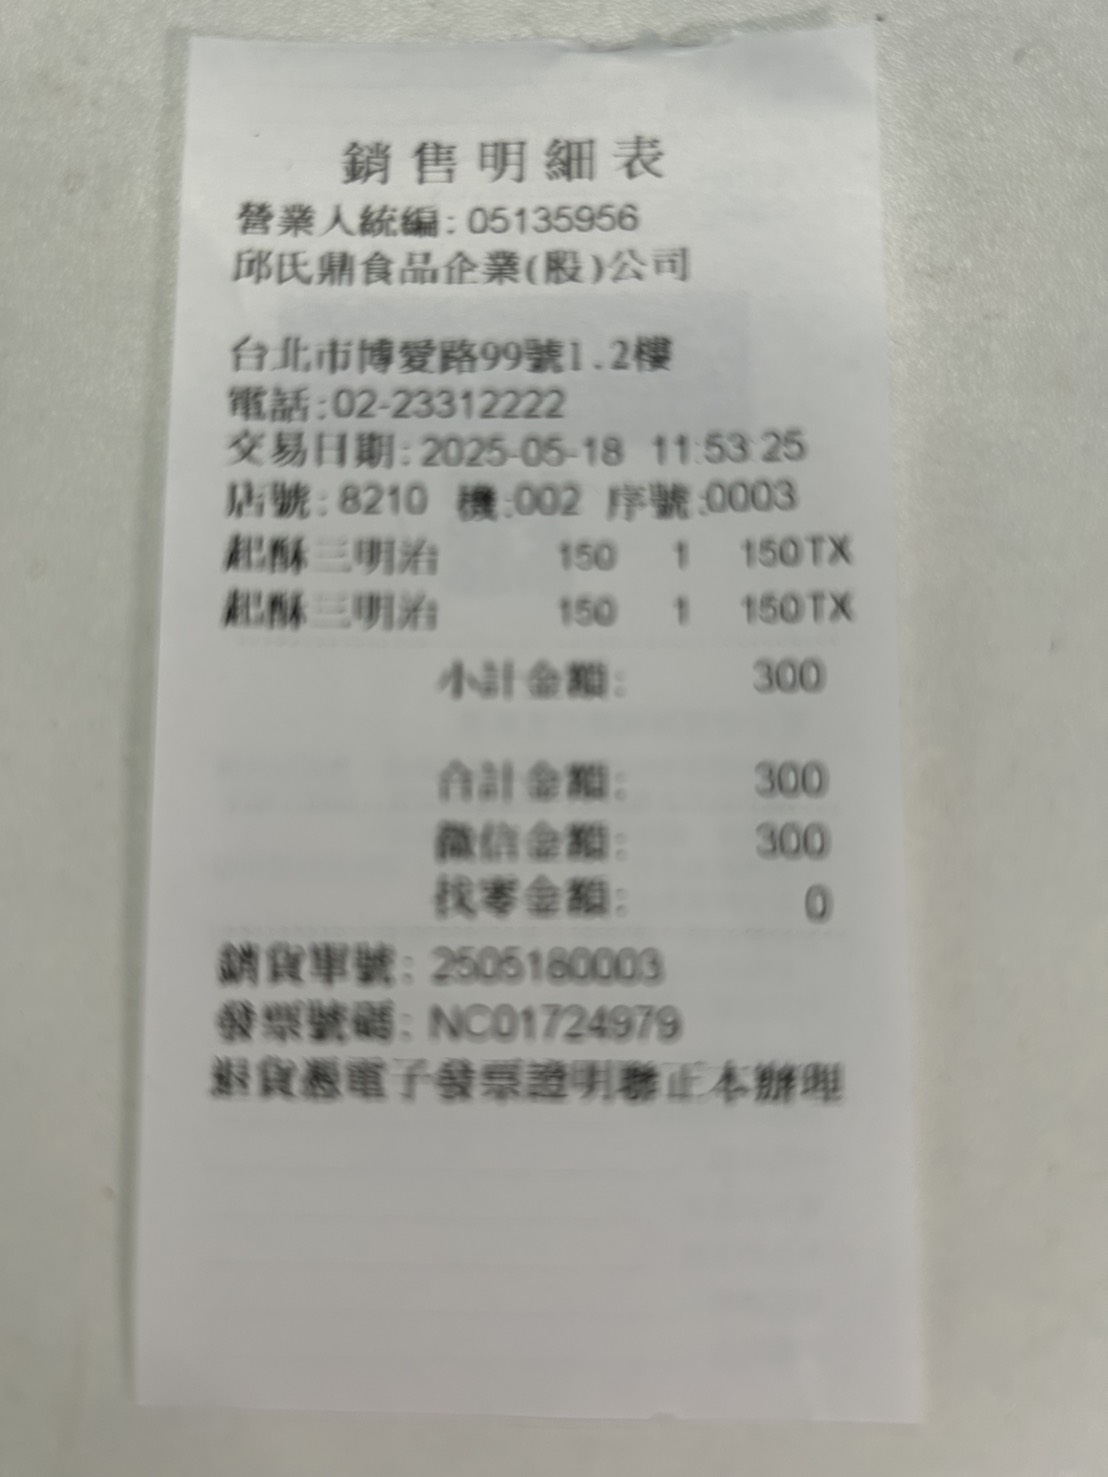 銷售明細表
營業人統編: 05135956
邱氏鼎食品企業(股)公司
台北市博愛路99號1.2樓
電話:02-23312222
交易日期: 2025-05-18 11:53:25
店號: 8210 機:002 序號:0003
起酥三明治 150 1 150TX
起酥三明治 150 1 150TX
小計金額: 300
合計金額: 300
徵信金額: 300
找零金額: 0
銷貨單號: 2505180003
發票號碼: NC01724979
退貨憑電子發票證明聯正本辦理